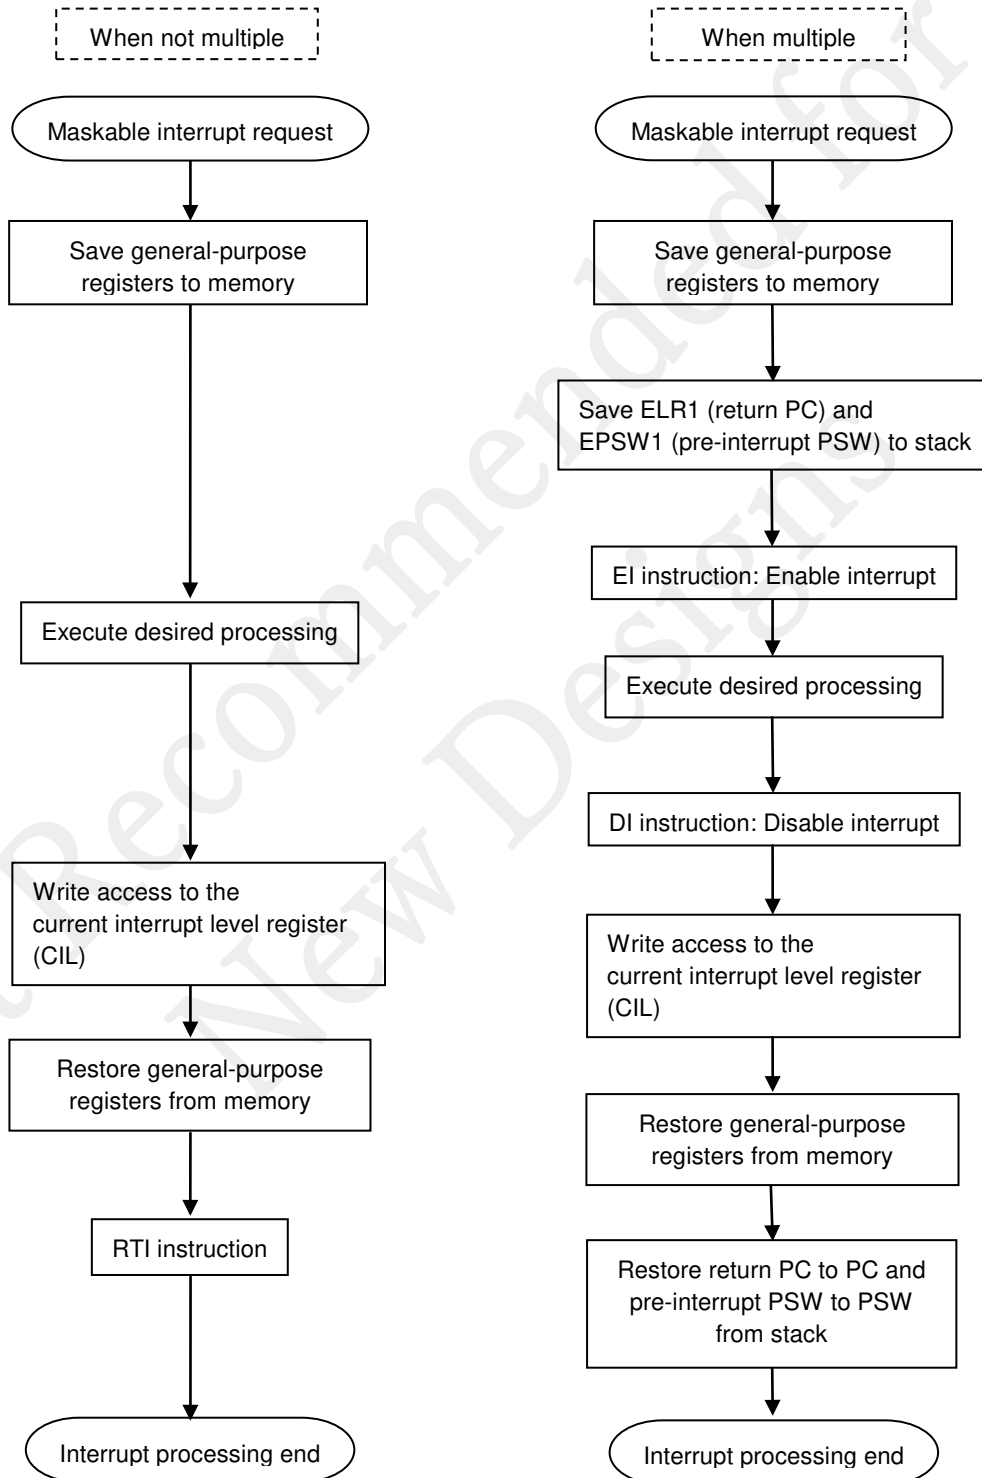 When not multiple
Maskable interrupt request
Save general-purpose
registers to memory
Execute desired processing
Write access to the
current interrupt level register
(CIL)
Restore general-purpose
registers from memory
RTI instruction
Interrupt processing end
When multiple
Maskable interrupt request
Save general-purpose
registers to memory
Save ELR1 (return PC) and
EPSW1 (pre-interrupt PSW) to stack
EI instruction: Enable interrupt
Execute desired processing
DI instruction: Disable interrupt
Write access to the
current interrupt level register
(CIL)
Restore general-purpose
registers from memory
Restore return PC to PC and
pre-interrupt PSW to PSW
from stack
Interrupt processing end
Recommended for
New Designs